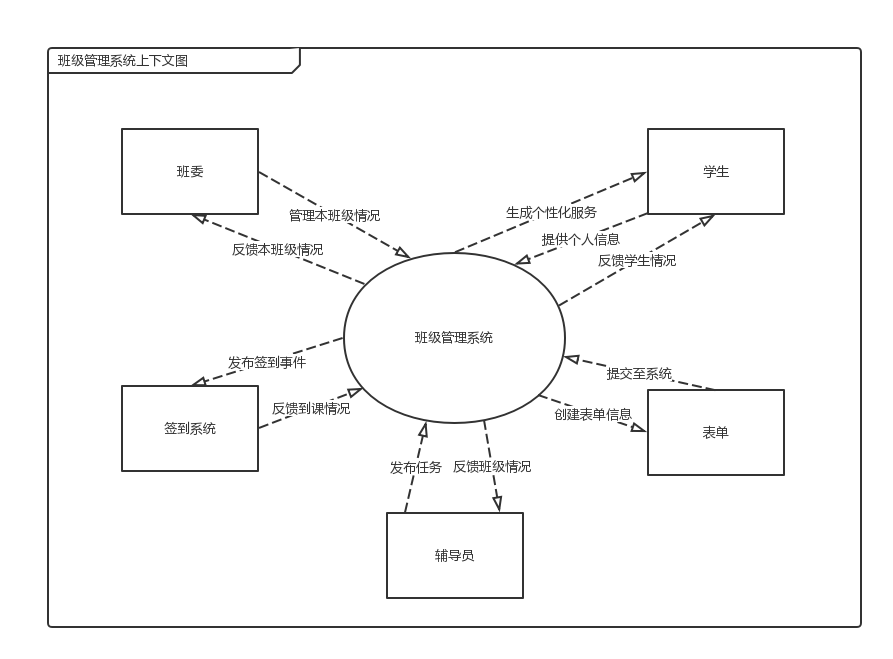 班级管理系统上下文图
班委
学生
管理本班级情况
生成个性化服务
反馈本班级情况
提供个人信息
反馈学生情况
班级管理系统
发布签到事件
提交至系统
反馈到课情况
创建表单信息
签到系统
表单
发布任务
反馈班级情况
辅导员